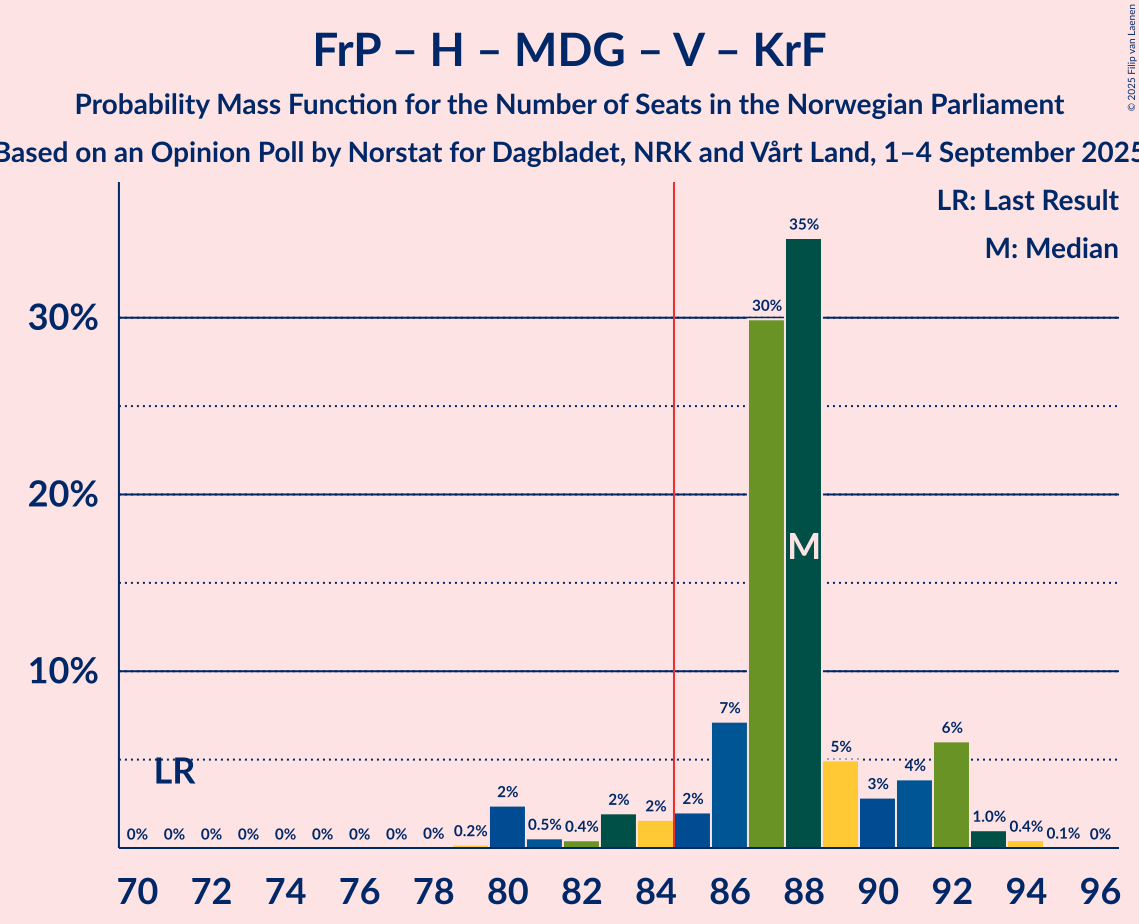 FrP – H – MDG – V – KrF
Probability Mass Function for the Number of Seats in the Norwegian Parliament
Based on an Opinion Poll by Norstat for Dagbladet, NRK and Vårt Land, 1–4 September 2025
© 2025 Filip van Laenen
LR: Last Result
M: Median
35%
30%
30%
20%
M
10%
7%
6%
5%
4%
LR
3%
2%
2%
2%
2%
0% 0% 0% 0% 0% 0% 0% 0% 0% 0.2% 0.5% 0.4% 1.0% 0.4% 0.1% 0%
70 72 74 76 78 80 82 84 86 88 90 92 94 96